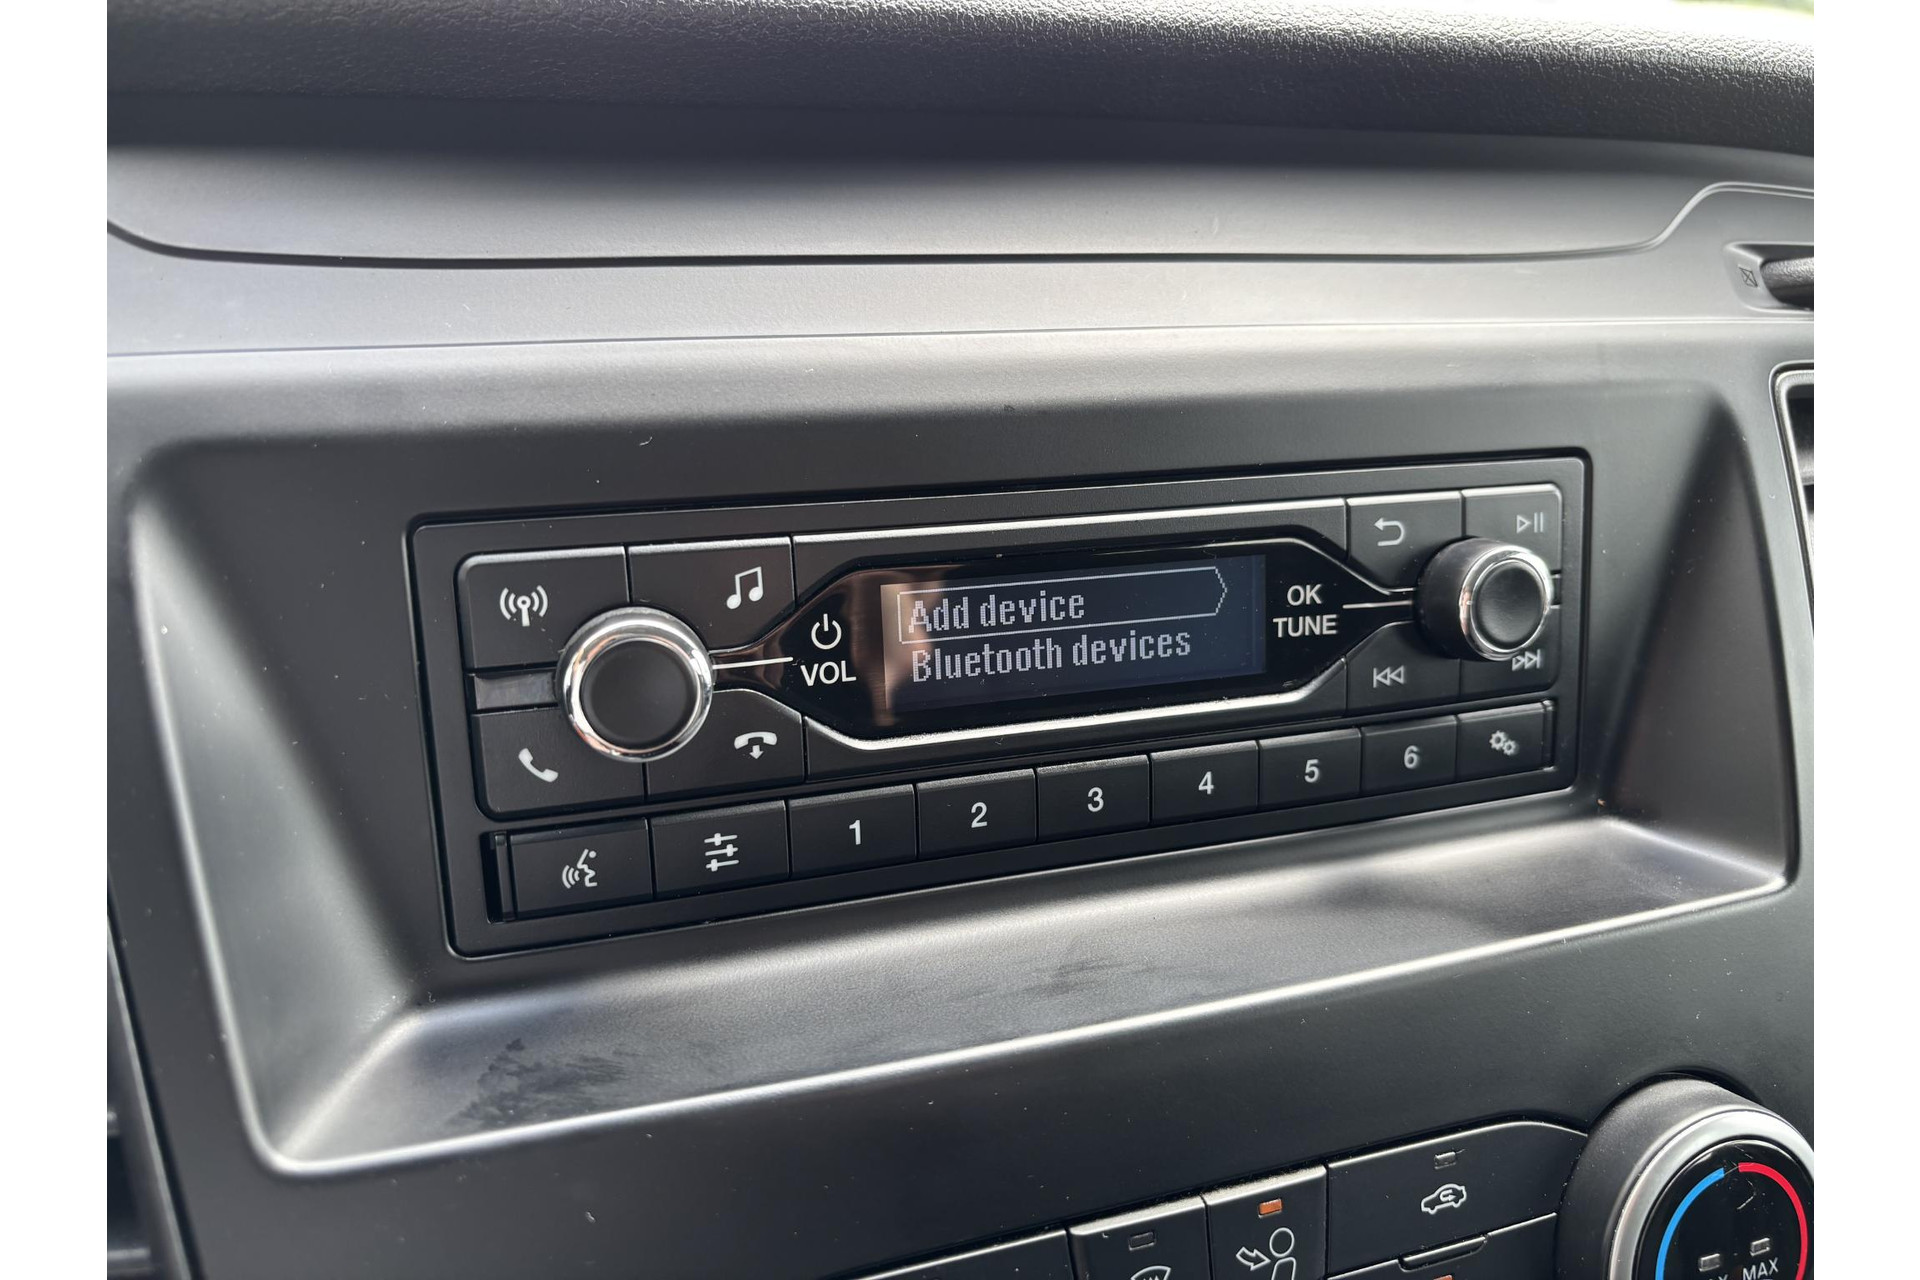 Add device
Bluetooth devices
VOL
OK
TUNE
1
2
3
4
5
6
MAX